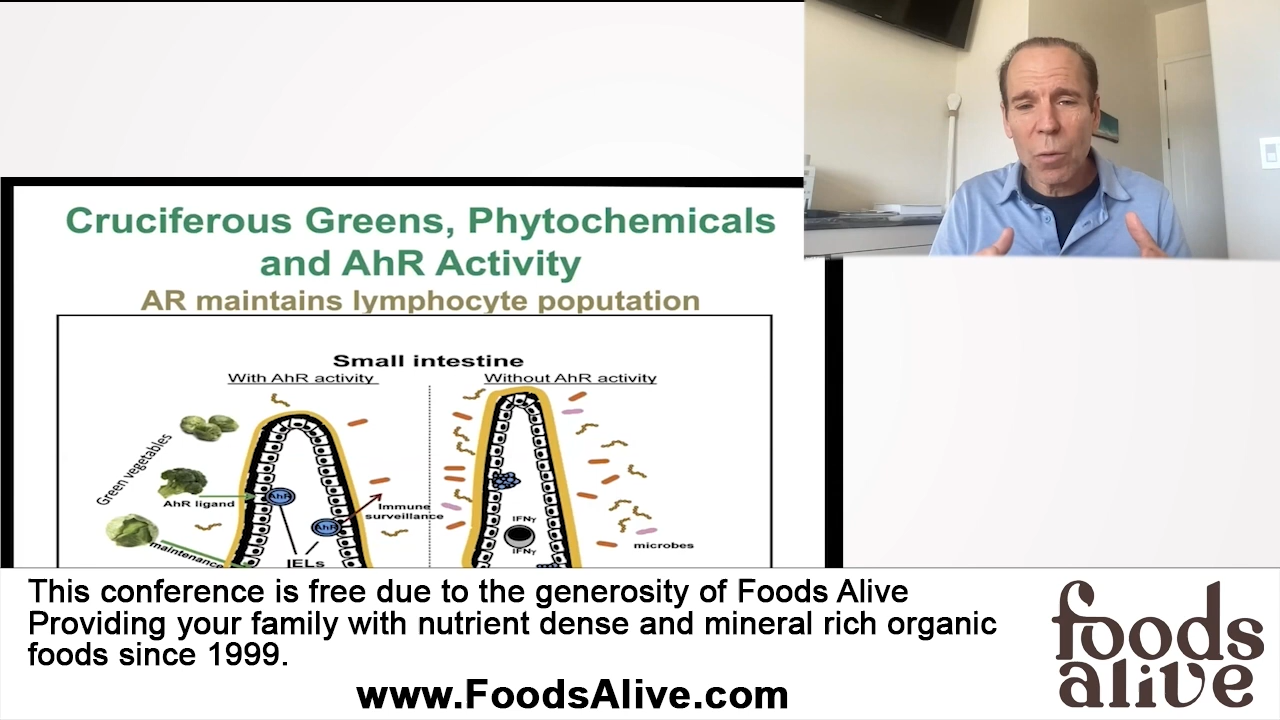 Cruciferous Greens, Phytochemicals
and AhR Activity
AR maintains lymphocyte poputation
Small intestine
With AhR activity
Without AhR activity
Green vegetables
AhR ligand
maintenance
AhR
AhR
Immune
surveillance
IELs
IFNγ
IFNγ
microbes
This conference is free due to the generosity of Foods Alive
Providing your family with nutrient dense and mineral rich organic
foods since 1999.
www.FoodsAlive.com
foods
alive